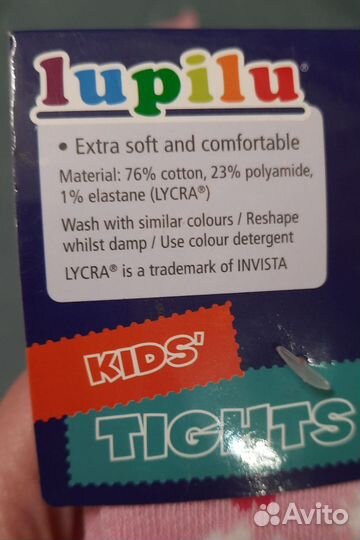 lupilu®
• Extra soft and comfortable
Material: 76% cotton, 23% polyamide,
1% elastane (LYCRA®)
Wash with similar colours / Reshape
whilst damp / Use colour detergent
LYCRA® is a trademark of INVISTA
KIDS'
TIGHTS
Avito